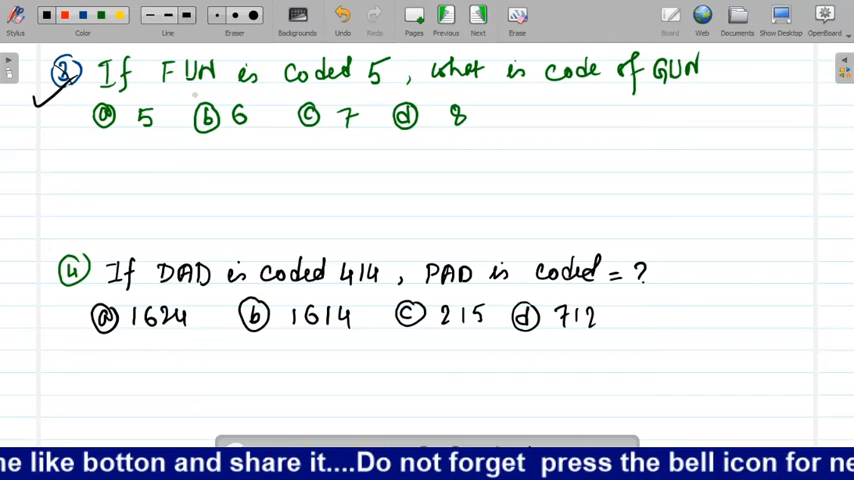 Stylus Color Line Eraser Backgrounds Undo Redo Pages Previous Next Erase Board Web Documents Show Desktop OpenBoard
③ If FUN is coded 5, what is code of GUN
ⓐ 5 ⓑ 6 ⓒ 7 ⓓ 8
④ If DAD is coded 414, PAD is coded = ?
ⓐ 1624 ⓑ 1614 ⓒ 215 ⓓ 712
ne like botton and share it....Do not forget press the bell icon for ne